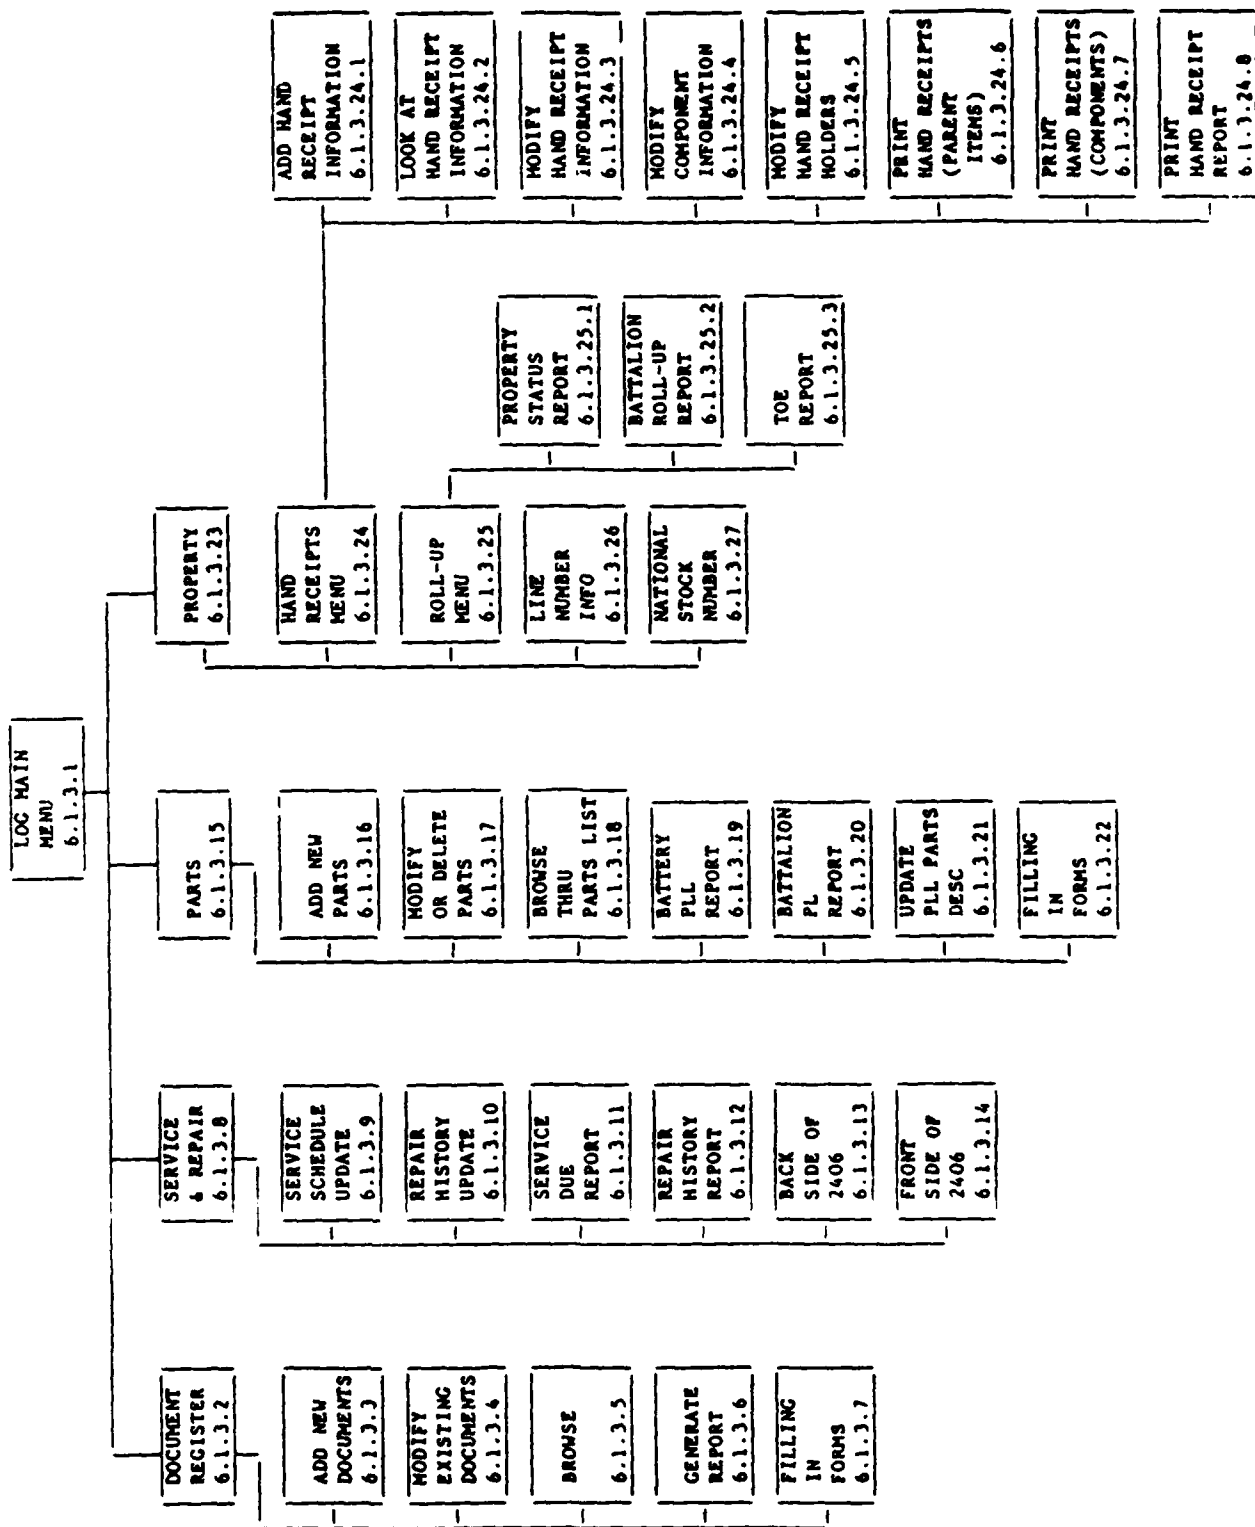 LOG MAIN
MENU
6.1.3.1
DOCUMENT
REGISTER
6.1.3.2
ADD NEW
DOCUMENTS
6.1.3.3
MODIFY
EXISTING
DOCUMENTS
6.1.3.4
BROWSE
6.1.3.5
GENERATE
REPORT
6.1.3.6
FILLING
IN
FORMS
6.1.3.7
SERVICE
& REPAIR
6.1.3.8
SERVICE
SCHEDULE
UPDATE
6.1.3.9
REPAIR
HISTORY
UPDATE
6.1.3.10
SERVICE
DUE
REPORT
6.1.3.11
REPAIR
HISTORY
REPORT
6.1.3.12
BACK
SIDE OF
2406
6.1.3.13
FRONT
SIDE OF
2406
6.1.3.14
PARTS
6.1.3.15
ADD NEW
PARTS
6.1.3.16
MODIFY
OR DELETE
PARTS
6.1.3.17
BROWSE
THRU
PARTS LIST
6.1.3.18
BATTERY
PLL
REPORT
6.1.3.19
BATTALION
PL
REPORT
6.1.3.20
UPDATE
PLL PARTS
DESC
6.1.3.21
FILLING
IN
FORMS
6.1.3.22
PROPERTY
6.1.3.23
HAND
RECEIPTS
MENU
6.1.3.24
ROLL-UP
MENU
6.1.3.25
LINE
NUMBER
INFO
6.1.3.26
NATIONAL
STOCK
NUMBER
6.1.3.27
PROPERTY
STATUS
REPORT
6.1.3.25.1
BATTALION
ROLL-UP
REPORT
6.1.3.25.2
TOE
REPORT
6.1.3.25.3
ADD HAND
RECEIPT
INFORMATION
6.1.3.24.1
LOOK AT
HAND RECEIPT
INFORMATION
6.1.3.24.2
MODIFY
HAND RECEIPT
INFORMATION
6.1.3.24.3
MODIFY
COMPONENT
INFORMATION
6.1.3.24.4
MODIFY
HAND RECEIPT
HOLDERS
6.1.3.24.5
PRINT
HAND RECEIPTS
(PARENT
ITEMS)
6.1.3.24.6
PRINT
HAND RECEIPTS
(COMPONENTS)
6.1.3.24.7
PRINT
HAND RECEIPT
REPORT
6.1.3.24.8